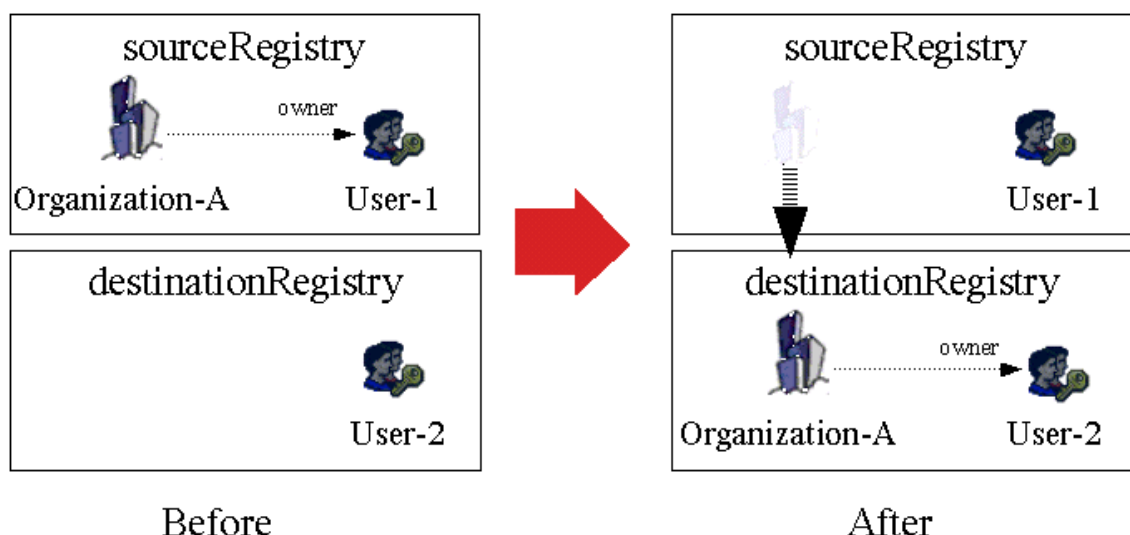 sourceRegistry
owner
Organization-A
User-1
destinationRegistry
User-2
Before
sourceRegistry
User-1
destinationRegistry
owner
Organization-A
User-2
After